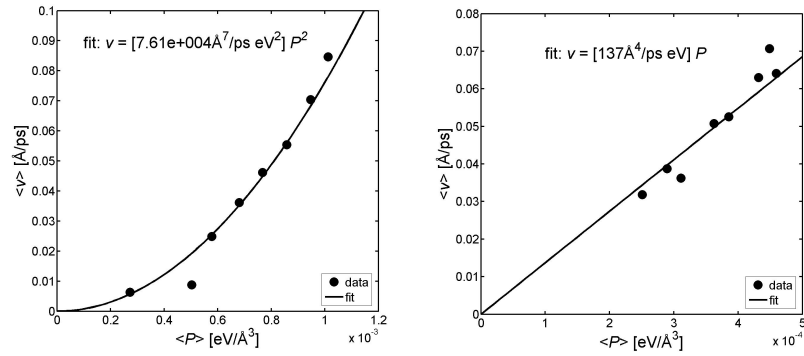 0.1
0.09
0.08
0.07
0.06
0.05
0.04
0.03
0.02
0.01
0
<v> [Å/ps]
fit: v = [7.61e+004Å⁷/ps eV²] P²
data
fit
0 0.2 0.4 0.6 0.8 1 1.2
x 10⁻³
<P> [eV/Å³]
0.08
0.07
0.06
0.05
0.04
0.03
0.02
0.01
0
<v> [Å/ps]
fit: v = [137Å⁴/ps eV] P
data
fit
0 1 2 3 4 5
x 10⁻⁴
<P> [eV/Å³]